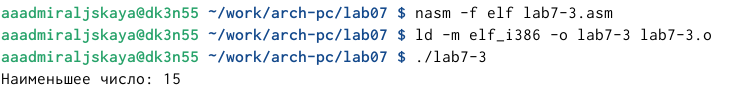 aaadmiraljskaya@dk3n55 ~/work/arch-pc/lab07 $ nasm -f elf lab7-3.asm
aaadmiraljskaya@dk3n55 ~/work/arch-pc/lab07 $ ld -m elf_i386 -o lab7-3 lab7-3.o
aaadmiraljskaya@dk3n55 ~/work/arch-pc/lab07 $ ./lab7-3
Наименьшее число: 15